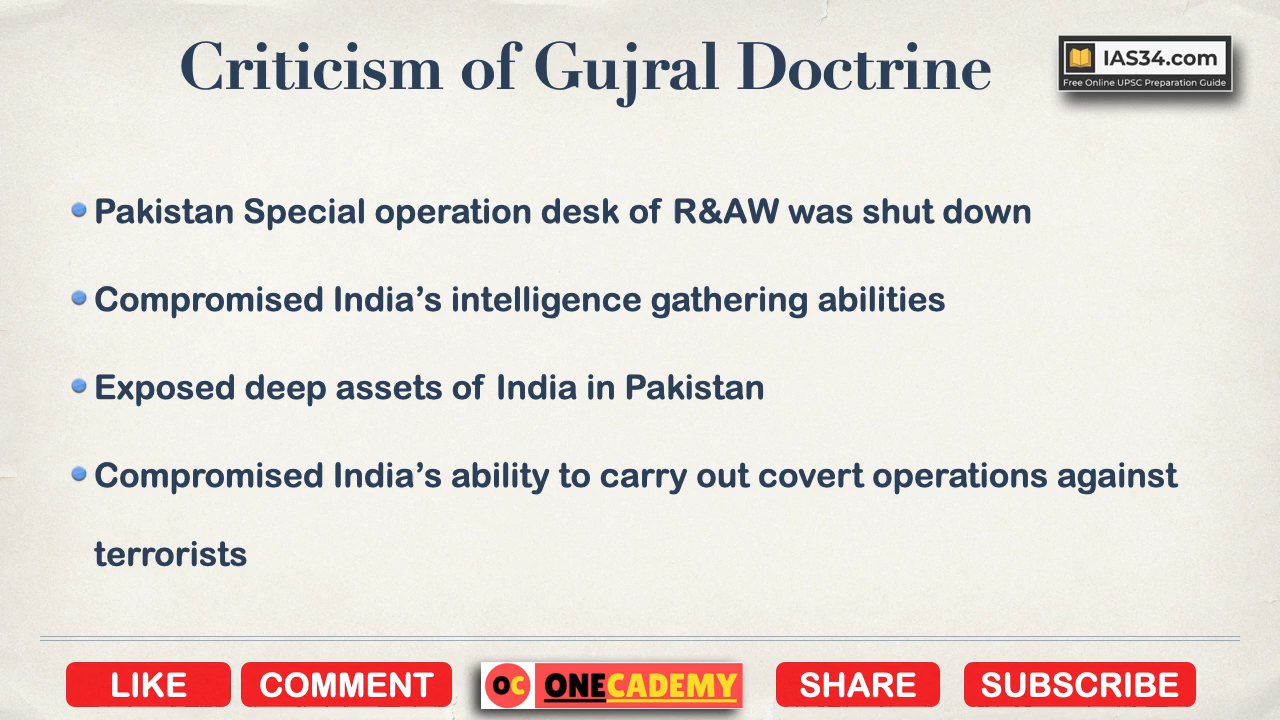 Criticism of Gujral Doctrine
IAS34.com
Free Online UPSC Preparation Guide
Pakistan Special operation desk of R&AW was shut down
Compromised India’s intelligence gathering abilities
Exposed deep assets of India in Pakistan
Compromised India’s ability to carry out covert operations against
terrorists
LIKE
COMMENT
OC ONECADEMY
SHARE
SUBSCRIBE